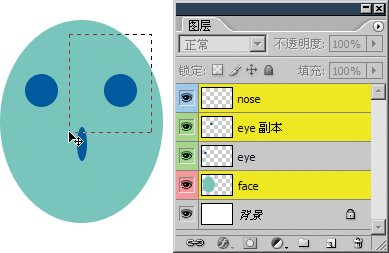 图层
正常 不透明度: 100%
锁定: 填充: 100%
nose
eye 副本
eye
face
背景